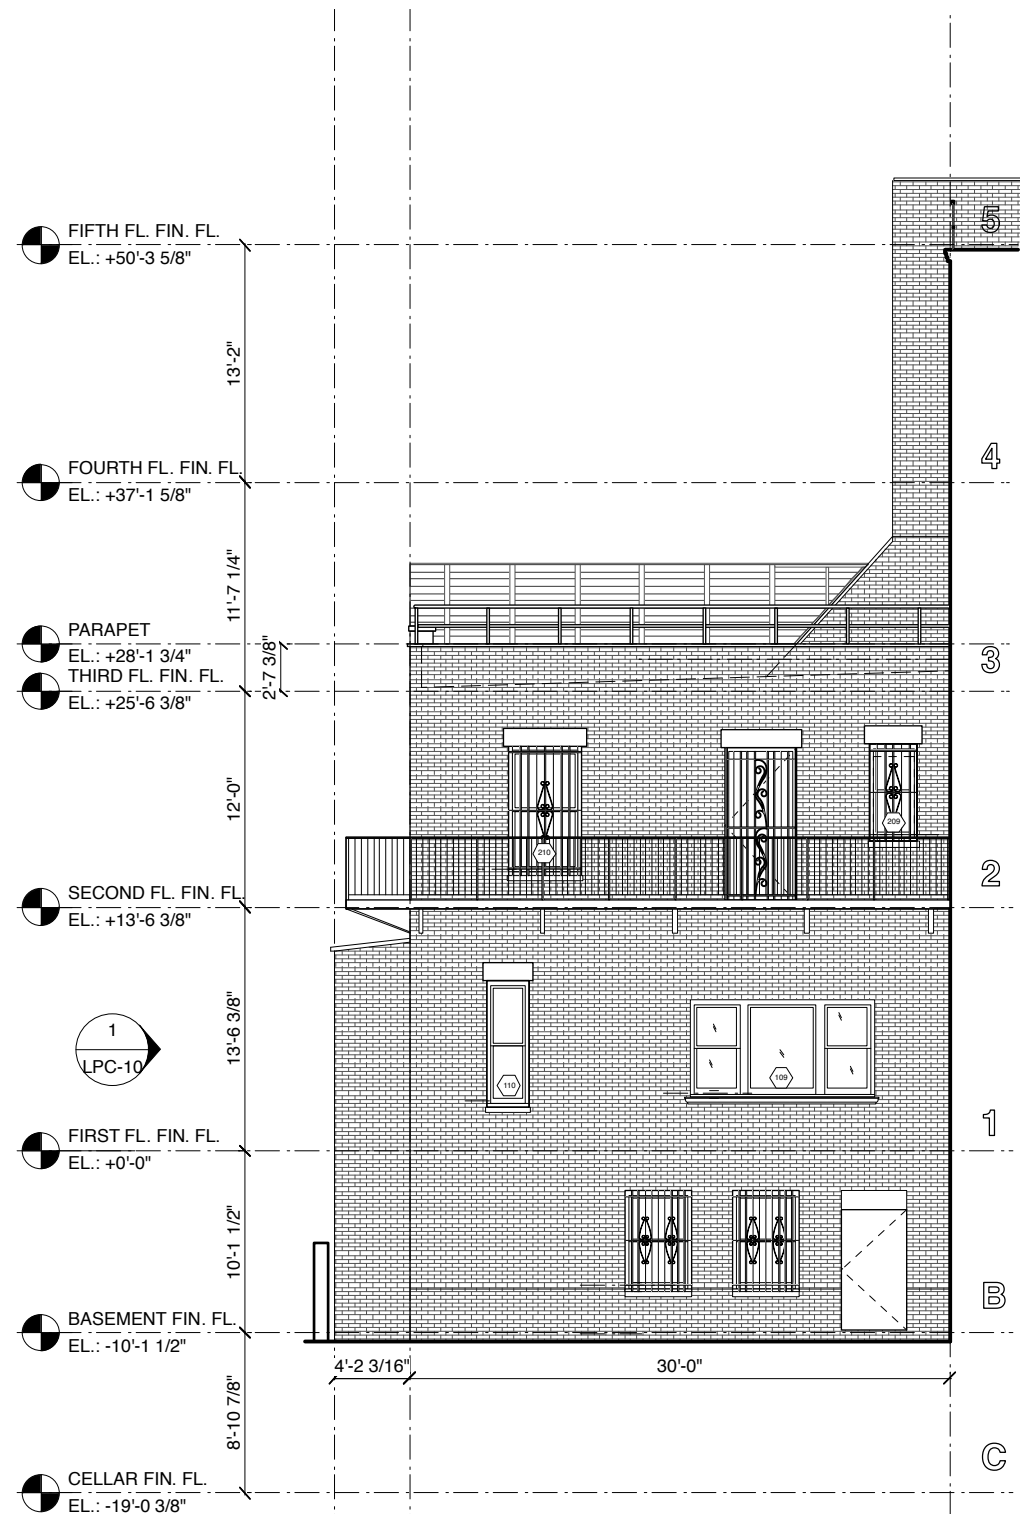 FIFTH FL. FIN. FL.
EL.: +50'-3 5/8"
5
13'-2"
4
FOURTH FL. FIN. FL.
EL.: +37'-1 5/8"
11'-7 1/4"
PARAPET
EL.: +28'-1 3/4"
2'-7 3/8"
3
THIRD FL. FIN. FL.
EL.: +25'-6 3/8"
12'-0"
209
210
2
SECOND FL. FIN. FL.
EL.: +13'-6 3/8"
13'-6 3/8"
1
LPC-10
110
109
1
FIRST FL. FIN. FL.
EL.: +0'-0"
10'-1 1/2"
B
BASEMENT FIN. FL.
EL.: -10'-1 1/2"
4'-2 3/16"
30'-0"
8'-10 7/8"
C
CELLAR FIN. FL.
EL.: -19'-0 3/8"